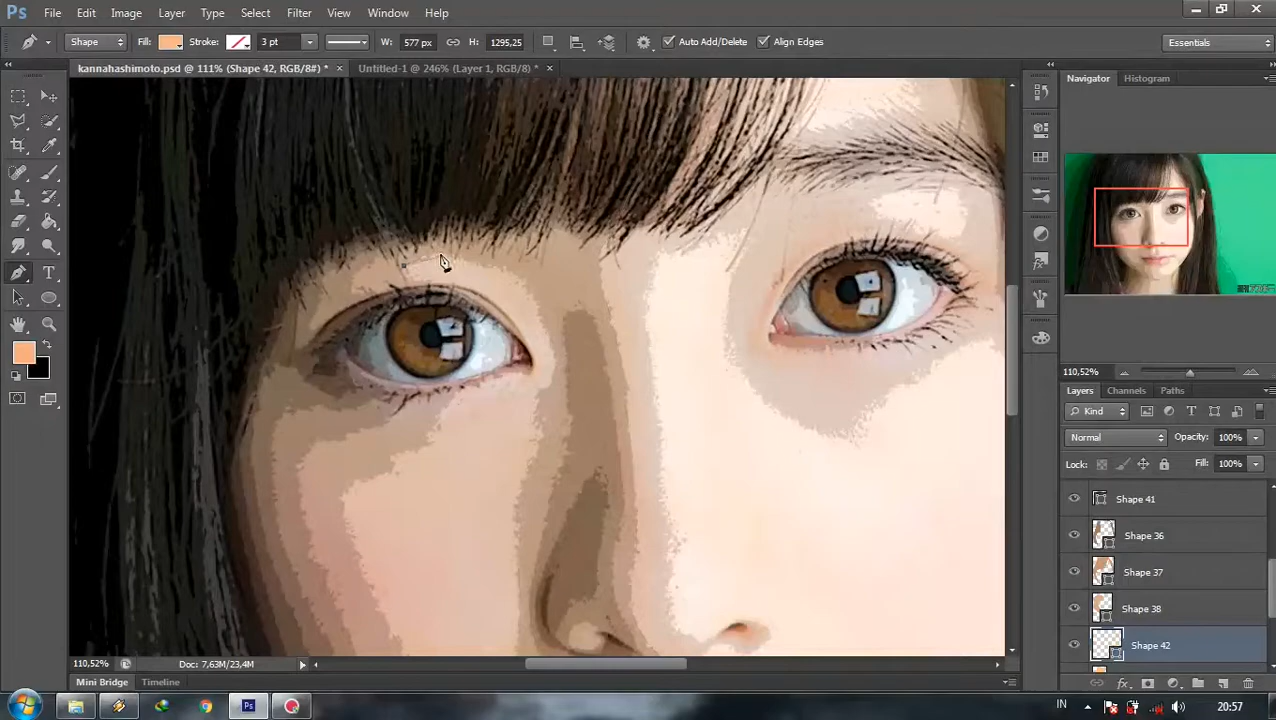 Ps File Edit Image Layer Type Select Filter View Window Help
Shape Fill: Stroke: 3 pt W: 577 px H: 1295,25 Auto Add/Delete Align Edges Essentials
kannahashimoto.psd @ 111% (Shape 42, RGB/8#) * Untitled-1 @ 246% (Layer 1, RGB/8) *
Navigator Histogram
110,52%
Layers Channels Paths
Kind
Normal Opacity: 100%
Lock: Fill: 100%
Shape 41
Shape 36
Shape 37
Shape 38
Shape 42
110,52% Doc: 7,63M/23,4M
Mini Bridge Timeline
Ps IN 20:57